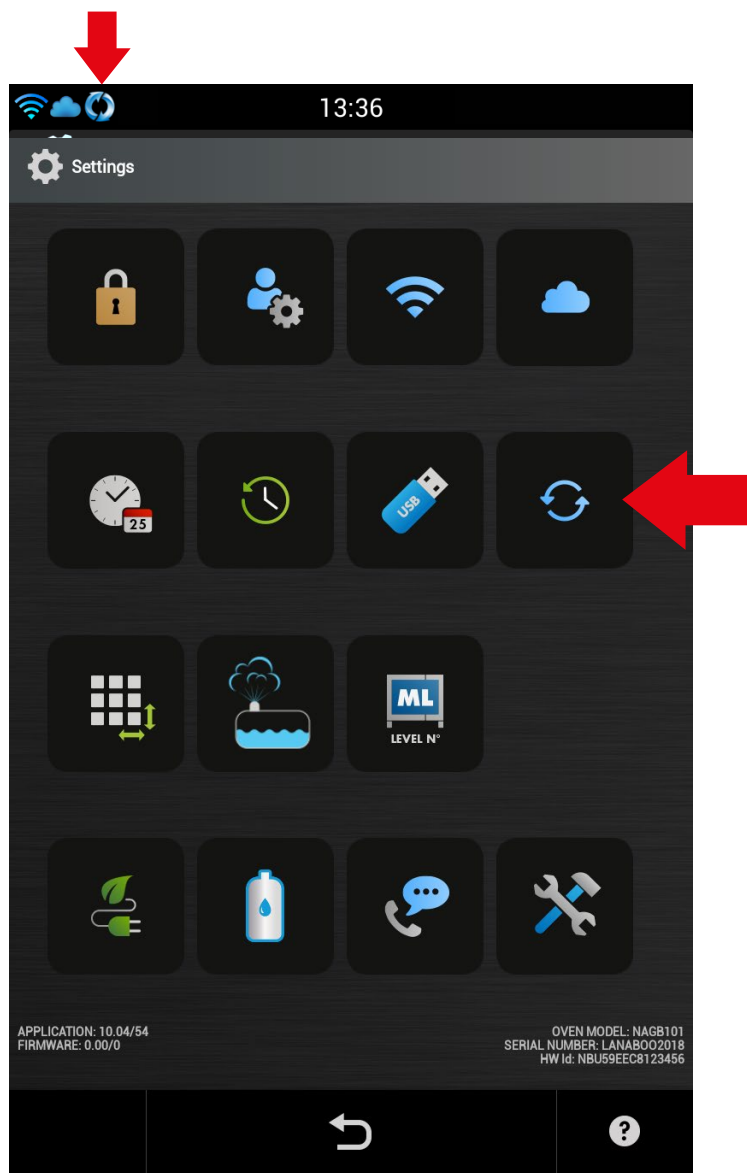 13:36
Settings
25
USB
ML
LEVEL N°
APPLICATION: 10.04/54
FIRMWARE: 0.00/0
OVEN MODEL: NAGB101
SERIAL NUMBER: LANABOO2018
HW Id: NBU59EEC8123456
?